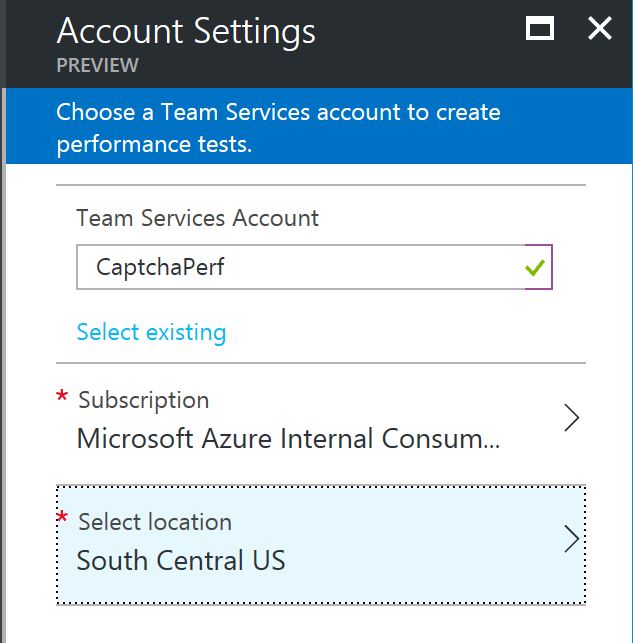 Account Settings
PREVIEW
Choose a Team Services account to create
performance tests.
Team Services Account
CaptchaPerf
Select existing
* Subscription
Microsoft Azure Internal Consum...
* Select location
South Central US